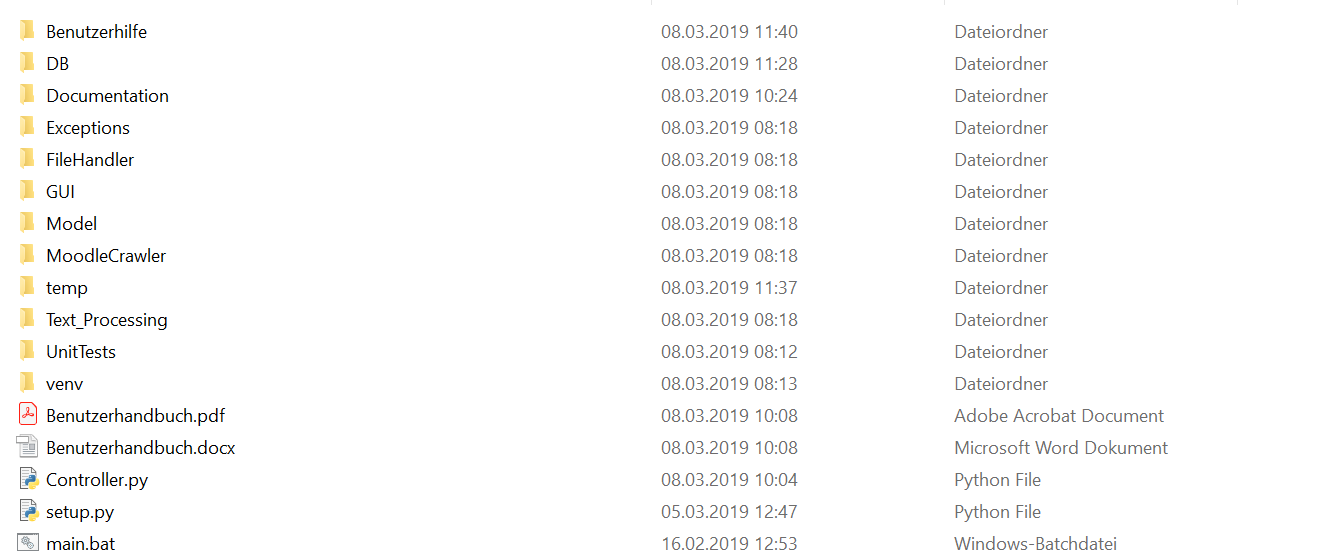 Benutzerhilfe 08.03.2019 11:40 Dateiordner
DB 08.03.2019 11:28 Dateiordner
Documentation 08.03.2019 10:24 Dateiordner
Exceptions 08.03.2019 08:18 Dateiordner
FileHandler 08.03.2019 08:18 Dateiordner
GUI 08.03.2019 08:18 Dateiordner
Model 08.03.2019 08:18 Dateiordner
MoodleCrawler 08.03.2019 08:18 Dateiordner
temp 08.03.2019 11:37 Dateiordner
Text_Processing 08.03.2019 08:18 Dateiordner
UnitTests 08.03.2019 08:12 Dateiordner
venv 08.03.2019 08:13 Dateiordner
Benutzerhandbuch.pdf 08.03.2019 10:08 Adobe Acrobat Document
Benutzerhandbuch.docx 08.03.2019 10:08 Microsoft Word Dokument
Controller.py 08.03.2019 10:04 Python File
setup.py 05.03.2019 12:47 Python File
main.bat 16.02.2019 12:53 Windows-Batchdatei